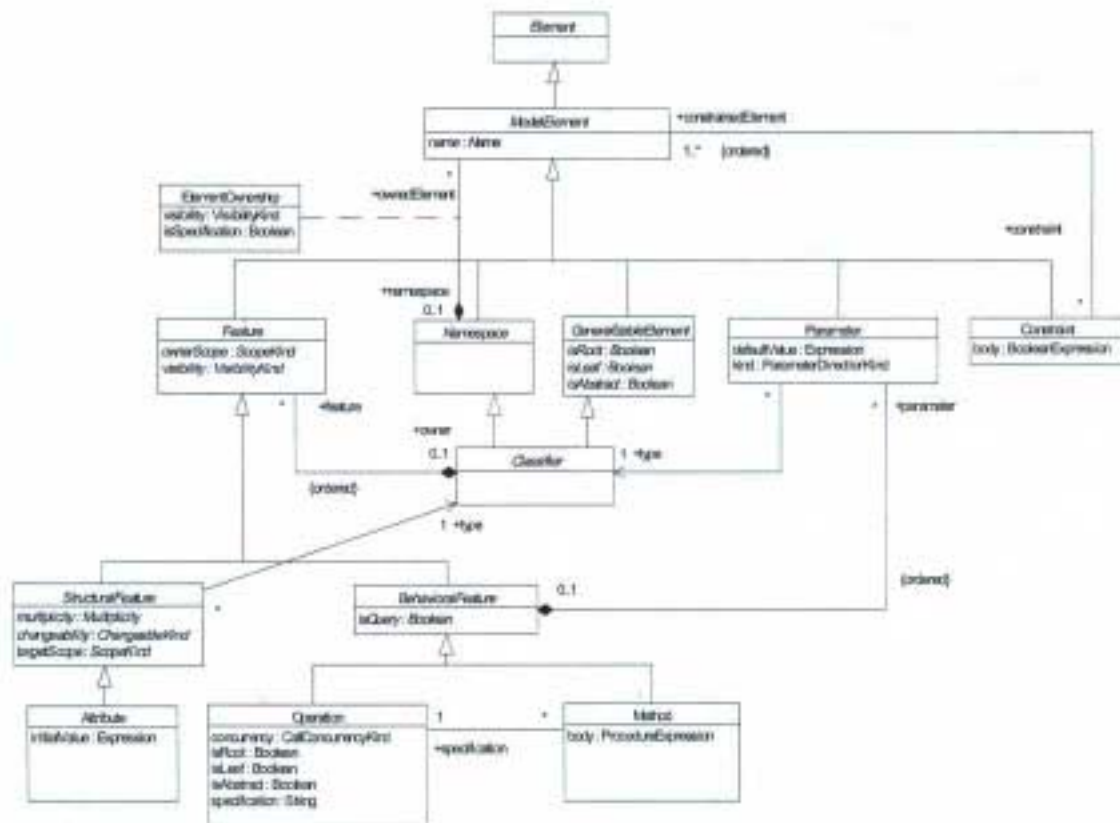 Element
ModelElement
name : Name
+constrainedElement
1..* {ordered}
*
+ownedElement
ElementOwnership
visibility : VisibilityKind
isSpecification : Boolean
+constraint
*
+namespace
0..1
Feature
ownerScope : ScopeKind
visibility : VisibilityKind
Namespace
GeneralizableElement
isRoot : Boolean
isLeaf : Boolean
isAbstract : Boolean
Parameter
defaultValue : Expression
kind : ParameterDirectionKind
Constraint
body : BooleanExpression
*
+feature
*
*
+parameter
+owner
0..1
Classifier
1 +type
{ordered}
1 +type
{ordered}
StructuralFeature
multiplicity : Multiplicity
changeability : ChangeableKind
targetScope : ScopeKind
*
BehavioralFeature
isQuery : Boolean
0..1
Attribute
initialValue : Expression
Operation
concurrency : CallConcurrencyKind
isRoot : Boolean
isLeaf : Boolean
isAbstract : Boolean
specification : String
1
*
+specification
Method
body : ProcedureExpression